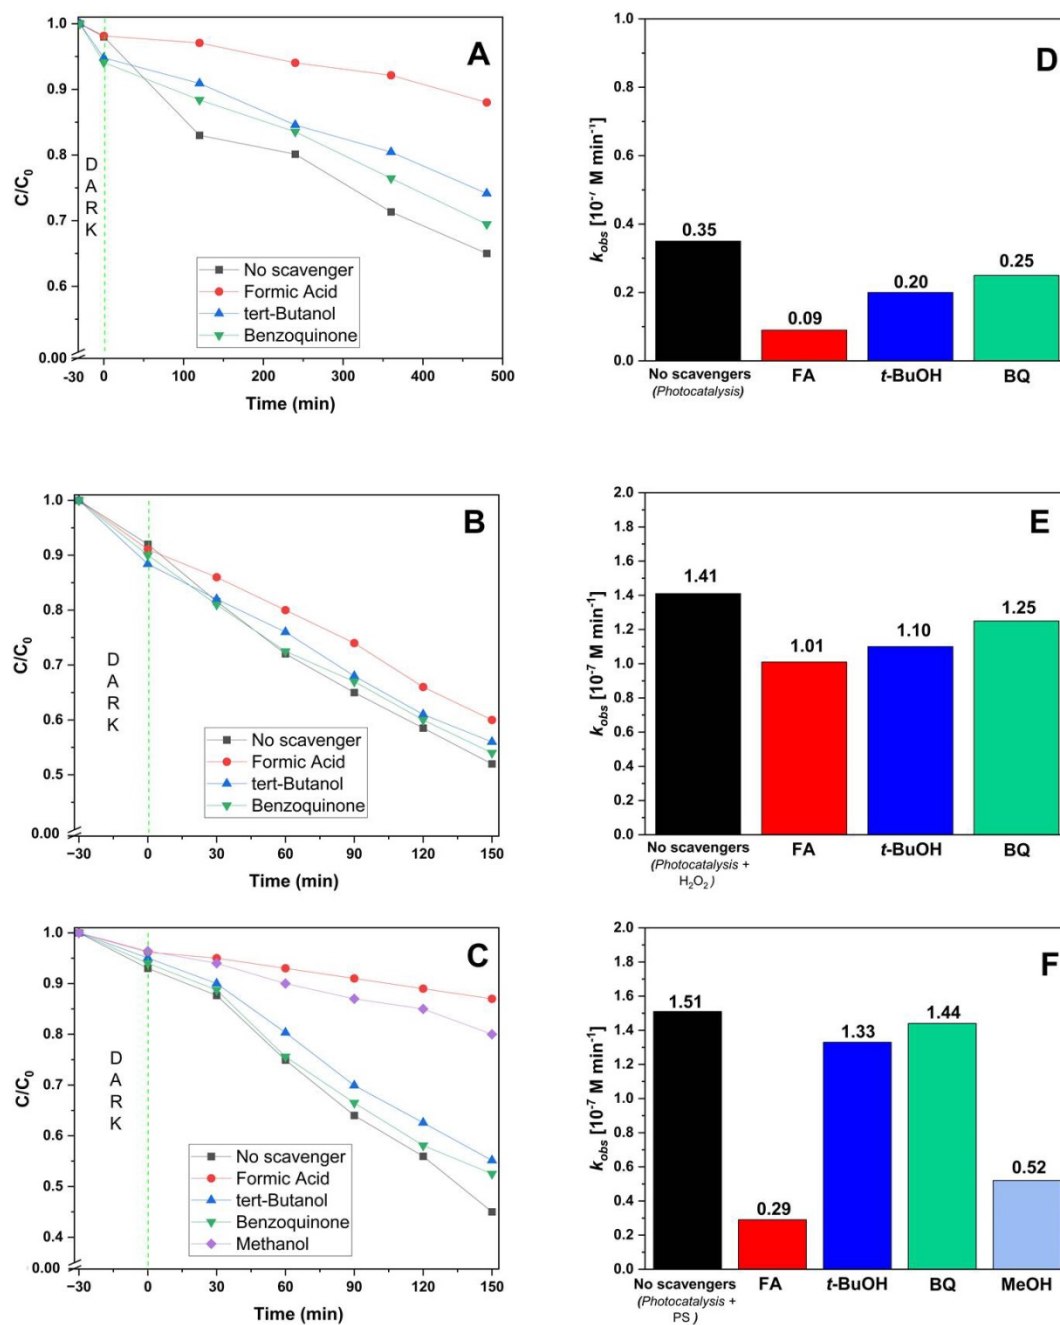 A
1.0
0.9
0.8
0.7
0.6
0.00
C/C0
D
A
R
K
No scavenger
Formic Acid
tert-Butanol
Benzoquinone
-30 0 100 200 300 400 500
Time (min)
D
1.0
0.8
0.6
0.4
0.2
0.0
kobs [10-7 M min-1]
0.35
0.09
0.20
0.25
No scavengers FA t-BuOH BQ
(Photocatalysis)
B
1.0
0.9
0.8
0.7
0.6
0.5
0.00
C/C0
D
A
R
K
No scavenger
Formic Acid
tert-Butanol
Benzoquinone
−30 0 30 60 90 120 150
Time (min)
E
2.0
1.8
1.6
1.4
1.2
1.0
0.8
0.6
0.4
0.2
0.0
kobs [10-7 M min-1]
1.41
1.01
1.10
1.25
No scavengers FA t-BuOH BQ
(Photocatalysis +
H2O2)
C
1.0
0.9
0.8
0.7
0.6
0.5
0.4
0.00
C/C0
D
A
R
K
No scavenger
Formic Acid
tert-Butanol
Benzoquinone
Methanol
−30 0 30 60 90 120 150
Time (min)
F
1.8
1.6
1.4
1.2
1.0
0.8
0.6
0.4
0.2
0.0
kobs [10-7 M min-1]
1.51
0.29
1.33
1.44
0.52
No scavengers FA t-BuOH BQ MeOH
(Photocatalysis +
PS )